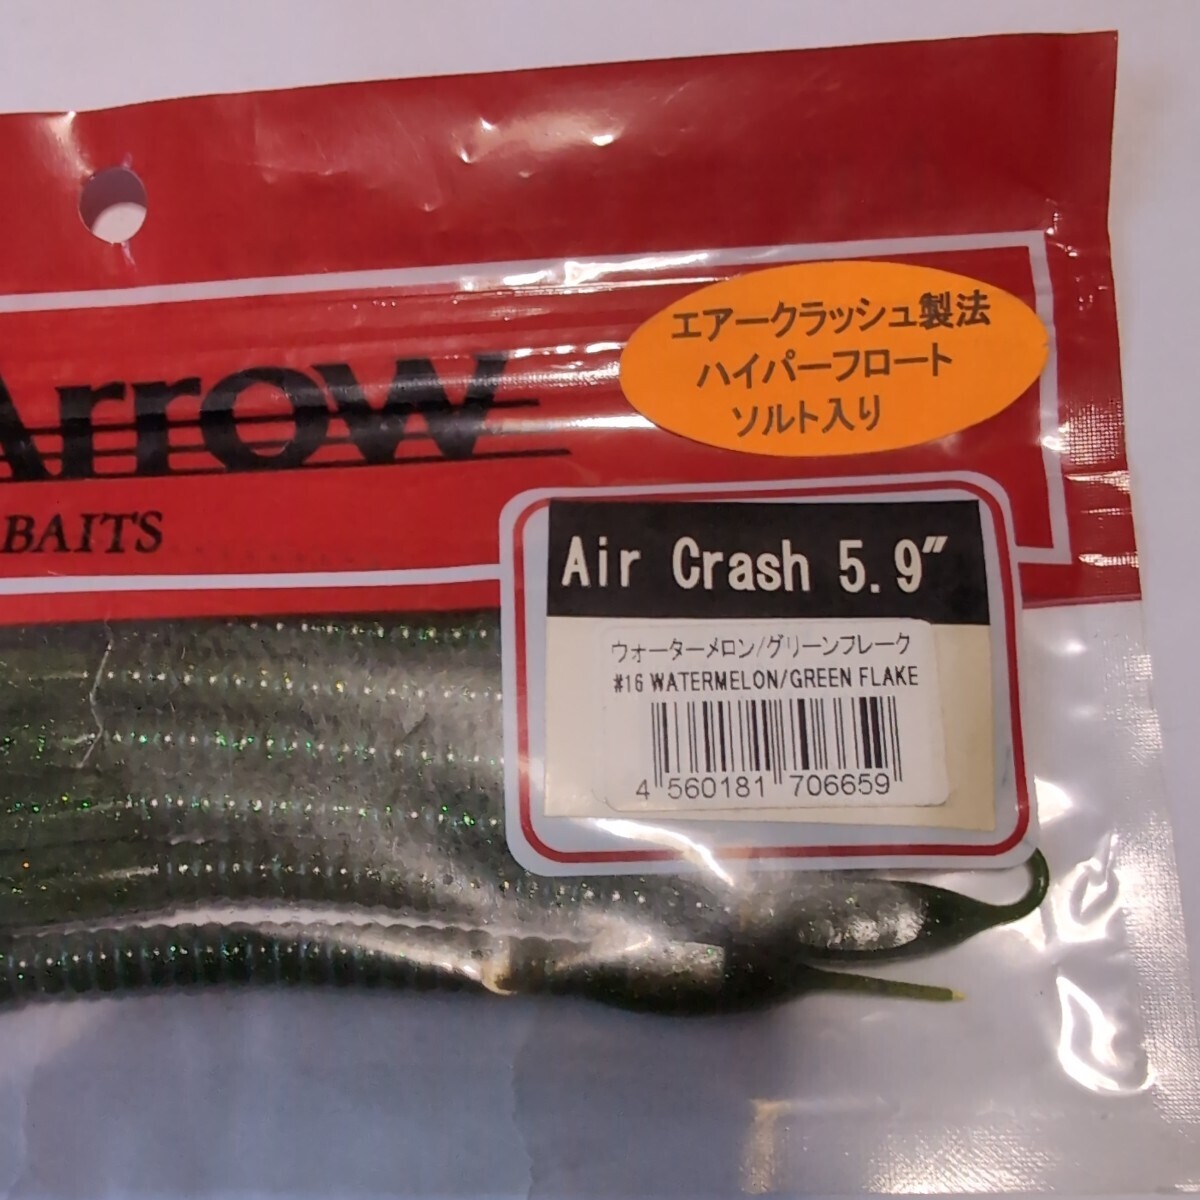 Arrow
BAITS
エアークラッシュ製法
ハイパーフロート
ソルト入り
Air Crash 5.9"
ウォーターメロン/グリーンフレーク
#16 WATERMELON/GREEN FLAKE
4 560181 706659